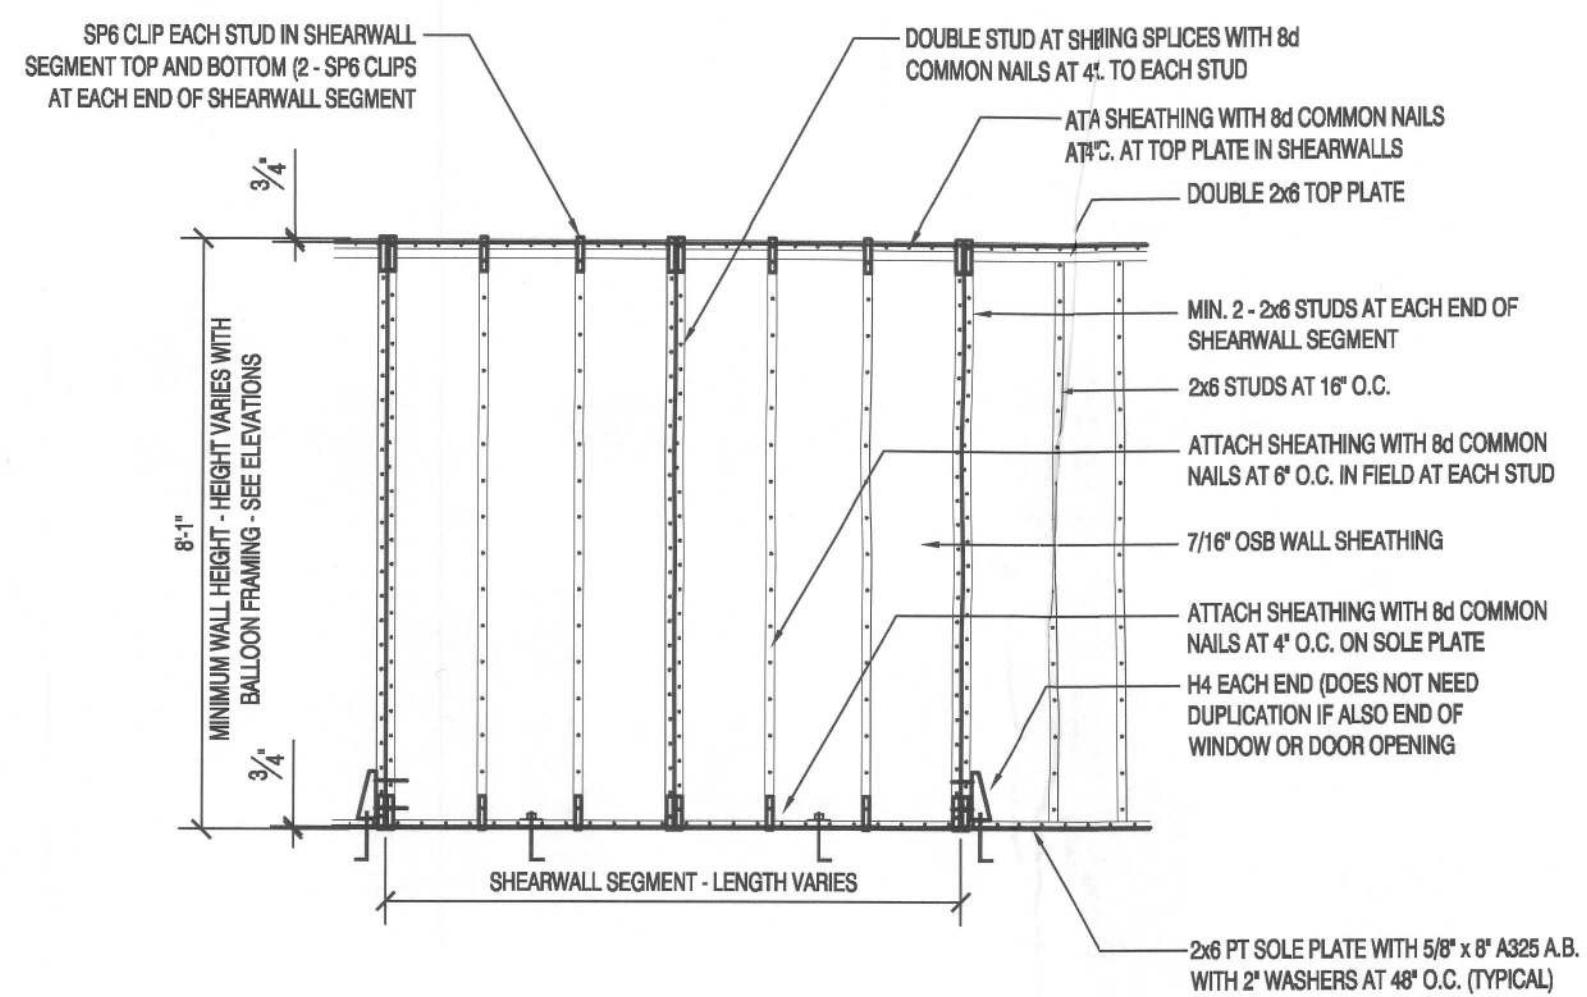 SP6 CLIP EACH STUD IN SHEARWALL
SEGMENT TOP AND BOTTOM (2 - SP6 CLIPS
AT EACH END OF SHEARWALL SEGMENT
DOUBLE STUD AT SHING SPLICES WITH 8d
COMMON NAILS AT 4". TO EACH STUD
ATA SHEATHING WITH 8d COMMON NAILS
AT4"C. AT TOP PLATE IN SHEARWALLS
DOUBLE 2x6 TOP PLATE
3/4"
MIN. 2 - 2x6 STUDS AT EACH END OF
SHEARWALL SEGMENT
2x6 STUDS AT 16" O.C.
ATTACH SHEATHING WITH 8d COMMON
NAILS AT 6" O.C. IN FIELD AT EACH STUD
7/16" OSB WALL SHEATHING
ATTACH SHEATHING WITH 8d COMMON
NAILS AT 4" O.C. ON SOLE PLATE
H4 EACH END (DOES NOT NEED
DUPLICATION IF ALSO END OF
WINDOW OR DOOR OPENING
8'-1"
MINIMUM WALL HEIGHT - HEIGHT VARIES WITH
BALLOON FRAMING - SEE ELEVATIONS
3/4"
SHEARWALL SEGMENT - LENGTH VARIES
2x6 PT SOLE PLATE WITH 5/8" x 8" A325 A.B.
WITH 2" WASHERS AT 48" O.C. (TYPICAL)